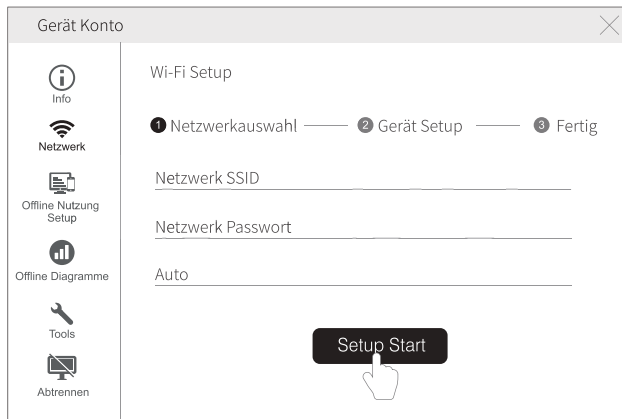 Gerät Konto
Info
Netzwerk
Offline Nutzung
Setup
Offline Diagramme
Tools
Abtrennen
Wi-Fi Setup
1 Netzwerkauswahl 2 Gerät Setup 3 Fertig
Netzwerk SSID
Netzwerk Passwort
Auto
Setup Start